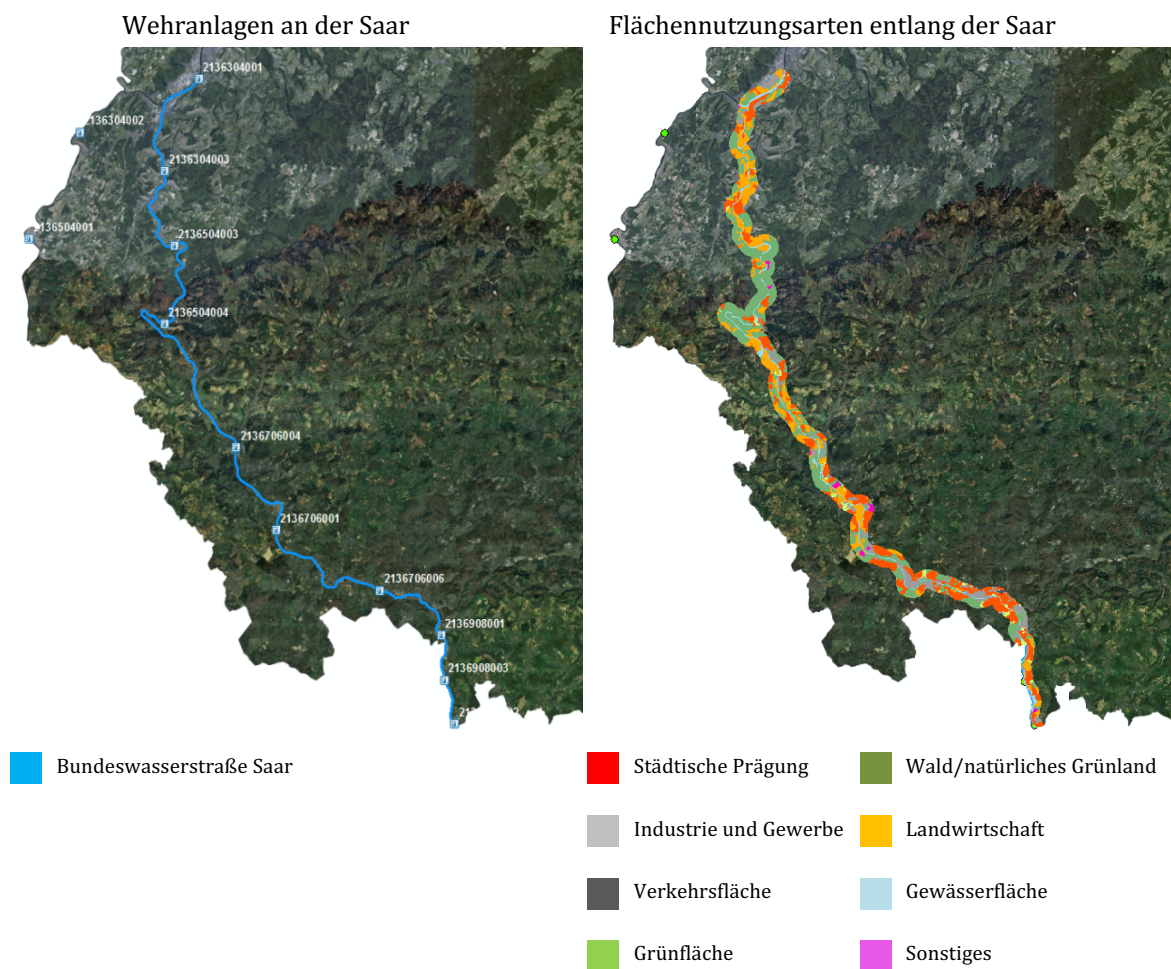 Wehranlagen an der Saar
Flächennutzungsarten entlang der Saar
2136304001
2136304002
2136304003
2136504001
2136504003
2136504004
2136706004
2136706001
2136706006
2136908001
2136908003
Bundeswasserstraße Saar
Städtische Prägung
Wald/natürliches Grünland
Industrie und Gewerbe
Landwirtschaft
Verkehrsfläche
Gewässerfläche
Grünfläche
Sonstiges